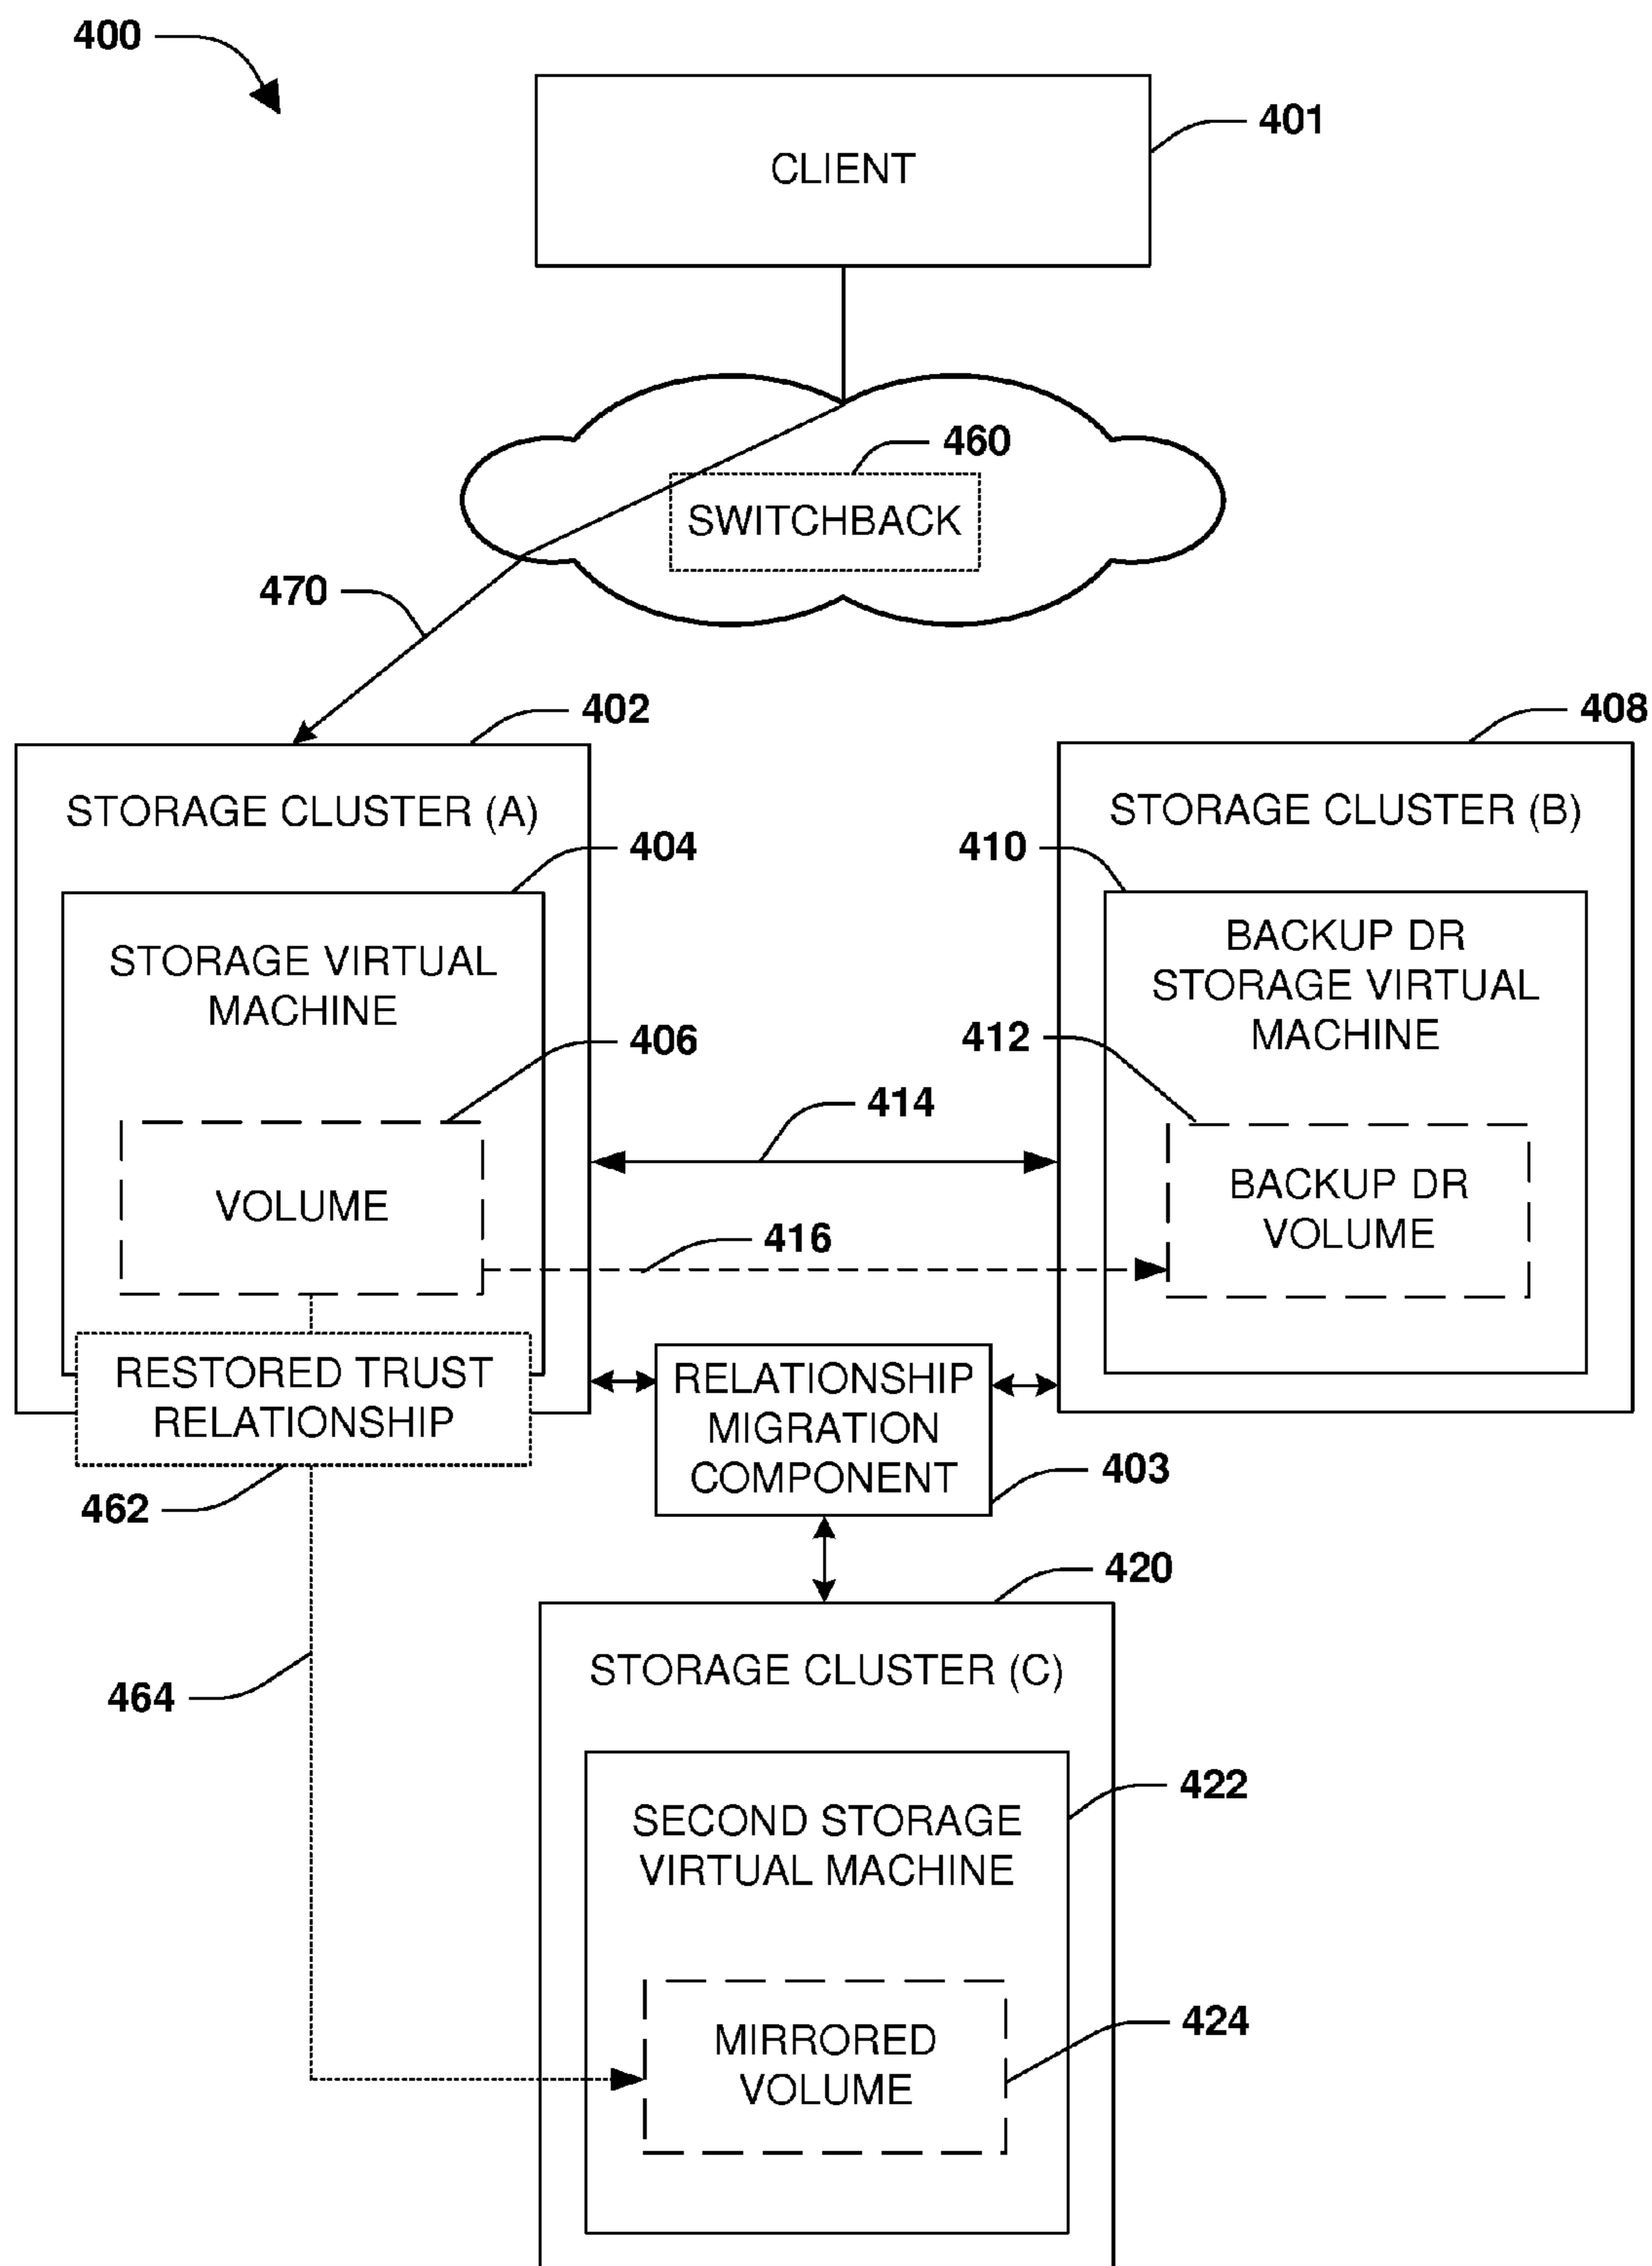 400
401
CLIENT
460
SWITCHBACK
470
402
408
STORAGE CLUSTER (A)
STORAGE CLUSTER (B)
404
410
STORAGE VIRTUAL
MACHINE
BACKUP DR
STORAGE VIRTUAL
MACHINE
406
412
414
VOLUME
BACKUP DR
VOLUME
416
RESTORED TRUST
RELATIONSHIP
RELATIONSHIP
MIGRATION
COMPONENT
403
462
420
STORAGE CLUSTER (C)
464
422
SECOND STORAGE
VIRTUAL MACHINE
424
MIRRORED
VOLUME